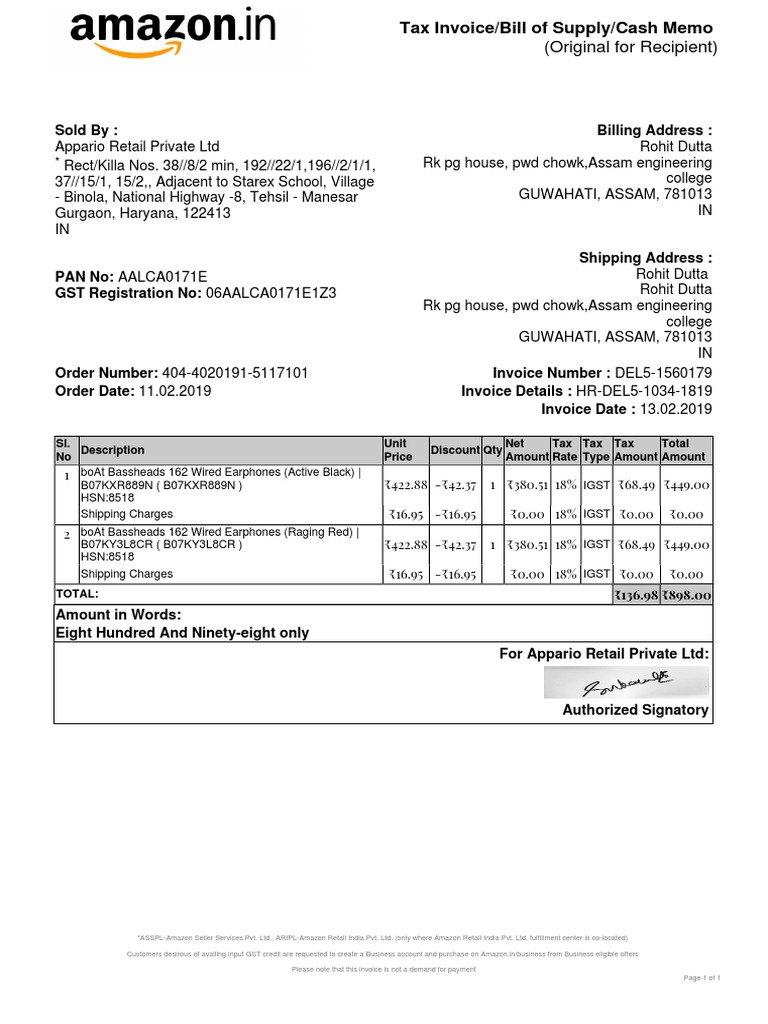 amazon.in
Tax Invoice/Bill of Supply/Cash Memo
(Original for Recipient)
Sold By :
Appario Retail Private Ltd
* Rect/Killa Nos. 38//8/2 min, 192//22/1,196//2/1/1,
37//15/1, 15/2,, Adjacent to Starex School, Village
- Binola, National Highway -8, Tehsil - Manesar
Gurgaon, Haryana, 122413
IN
Billing Address :
Rohit Dutta
Rk pg house, pwd chowk,Assam engineering
college
GUWAHATI, ASSAM, 781013
IN
PAN No: AALCA0171E
GST Registration No: 06AALCA0171E1Z3
Shipping Address :
Rohit Dutta
Rohit Dutta
Rk pg house, pwd chowk,Assam engineering
college
GUWAHATI, ASSAM, 781013
IN
Order Number: 404-4020191-5117101
Order Date: 11.02.2019
Invoice Number : DEL5-1560179
Invoice Details : HR-DEL5-1034-1819
Invoice Date : 13.02.2019
Sl. No Description Unit Price Discount Qty Net Amount Tax Rate Tax Type Tax Amount Total Amount
1 boAt Bassheads 162 Wired Earphones (Active Black) |
B07KXR889N ( B07KXR889N ) ₹422.88 -₹42.37 1 ₹380.51 18% IGST ₹68.49 ₹449.00
HSN:8518
Shipping Charges ₹16.95 -₹16.95 ₹0.00 18% IGST ₹0.00 ₹0.00
2 boAt Bassheads 162 Wired Earphones (Raging Red) |
B07KY3L8CR ( B07KY3L8CR ) ₹422.88 -₹42.37 1 ₹380.51 18% IGST ₹68.49 ₹449.00
HSN:8518
Shipping Charges ₹16.95 -₹16.95 ₹0.00 18% IGST ₹0.00 ₹0.00
TOTAL: ₹136.98 ₹898.00
Amount in Words:
Eight Hundred And Ninety-eight only
For Appario Retail Private Ltd:
Authorized Signatory
*ASSPL-Amazon Seller Services Pvt. Ltd., ARIPL-Amazon Retail India Pvt. Ltd. (only where Amazon Retail India Pvt. Ltd. fulfillment center is co-located)
Customers desirous of availing input GST credit are requested to create a Business account and purchase on Amazon.in/business from Business eligible offers
Please note that this invoice is not a demand for payment
Page 1 of 1